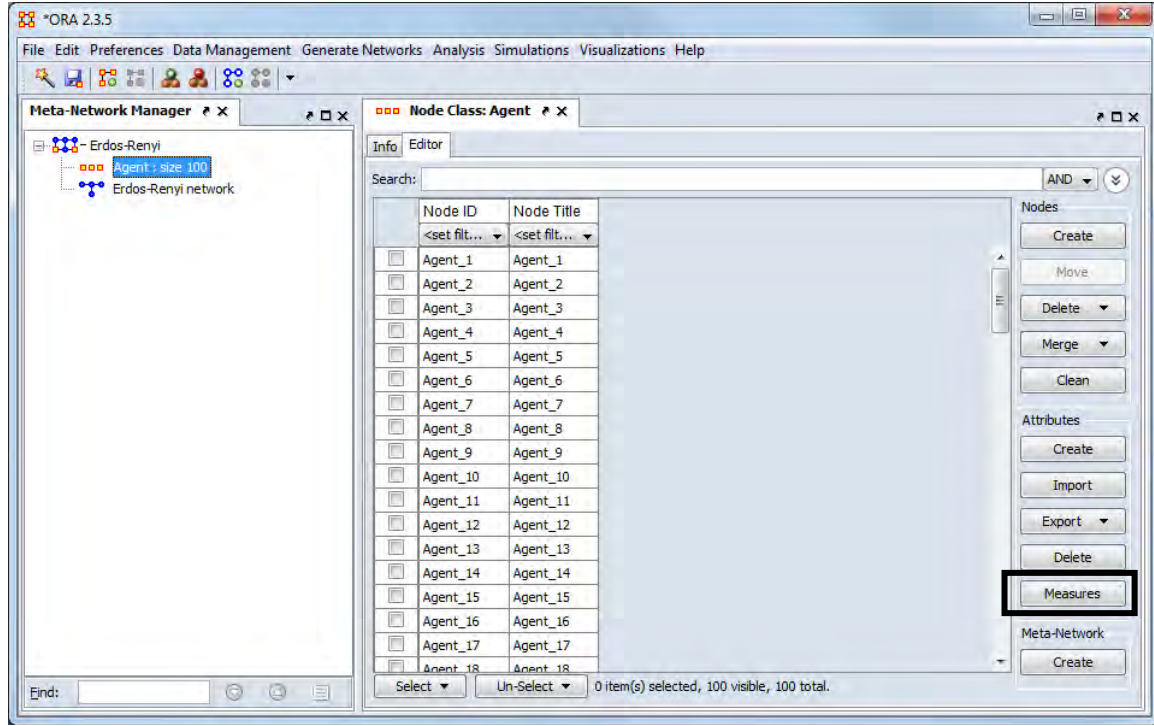 *ORA 2.3.5
File Edit Preferences Data Management Generate Networks Analysis Simulations Visualizations Help
Meta-Network Manager
Erdos-Renyi
Agent : size 100
Erdos-Renyi network
Find:
Node Class: Agent
Info Editor
Search:
AND
Node ID Node Title
<set filt... <set filt...
Agent_1 Agent_1
Agent_2 Agent_2
Agent_3 Agent_3
Agent_4 Agent_4
Agent_5 Agent_5
Agent_6 Agent_6
Agent_7 Agent_7
Agent_8 Agent_8
Agent_9 Agent_9
Agent_10 Agent_10
Agent_11 Agent_11
Agent_12 Agent_12
Agent_13 Agent_13
Agent_14 Agent_14
Agent_15 Agent_15
Agent_16 Agent_16
Agent_17 Agent_17
Agent_18 Agent_18
Select Un-Select 0 item(s) selected, 100 visible, 100 total.
Nodes
Create
Move
Delete
Merge
Clean
Attributes
Create
Import
Export
Delete
Measures
Meta-Network
Create